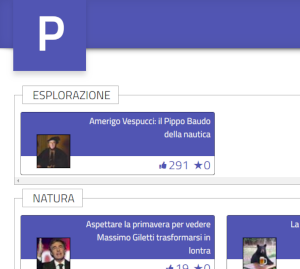 P
ESPLORAZIONE
Amerigo Vespucci: il Pippo Baudo
della nautica
291 ★0
NATURA
Aspettare la primavera per vedere
Massimo Giletti trasformarsi in
lontra
La
19 ★0